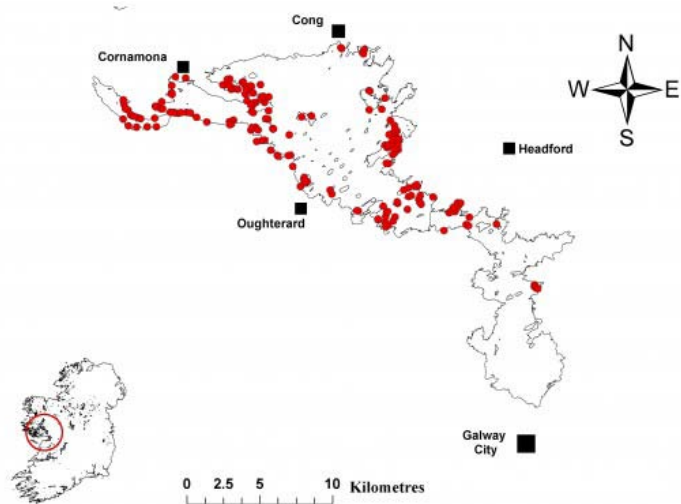 Cong
Cornamona
N
W E
S
Headford
Oughterard
Galway
City
0 2.5 5 10 Kilometres